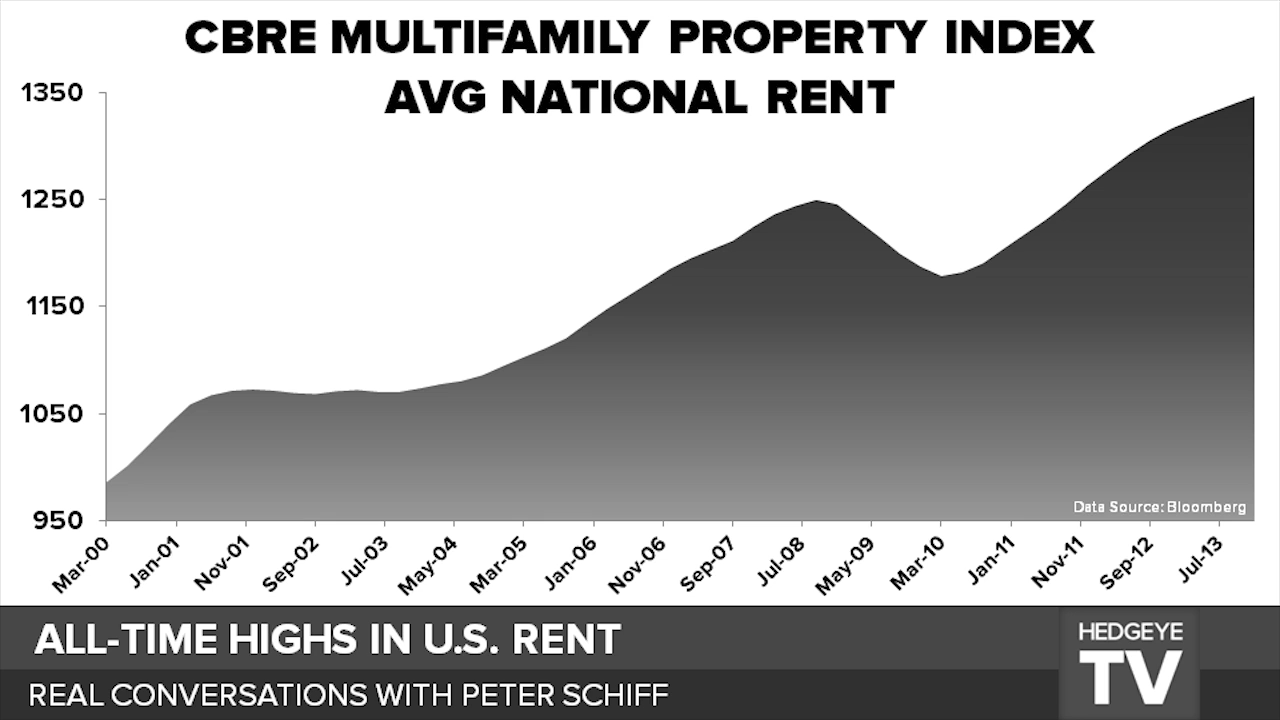 CBRE MULTIFAMILY PROPERTY INDEX
AVG NATIONAL RENT
1350
1250
1150
1050
950
Data Source: Bloomberg
Mar-00
Jan-01
Nov-01
Sep-02
Jul-03
May-04
Mar-05
Jan-06
Nov-06
Sep-07
Jul-08
May-09
Mar-10
Jan-11
Nov-11
Sep-12
Jul-13
ALL-TIME HIGHS IN U.S. RENT
REAL CONVERSATIONS WITH PETER SCHIFF
HEDGEYE
TV